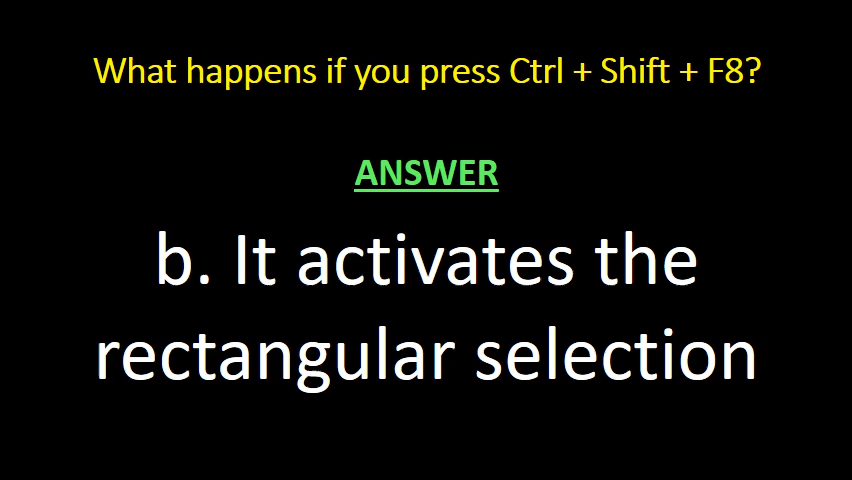 What happens if you press Ctrl + Shift + F8?
ANSWER
b. It activates the
rectangular selection